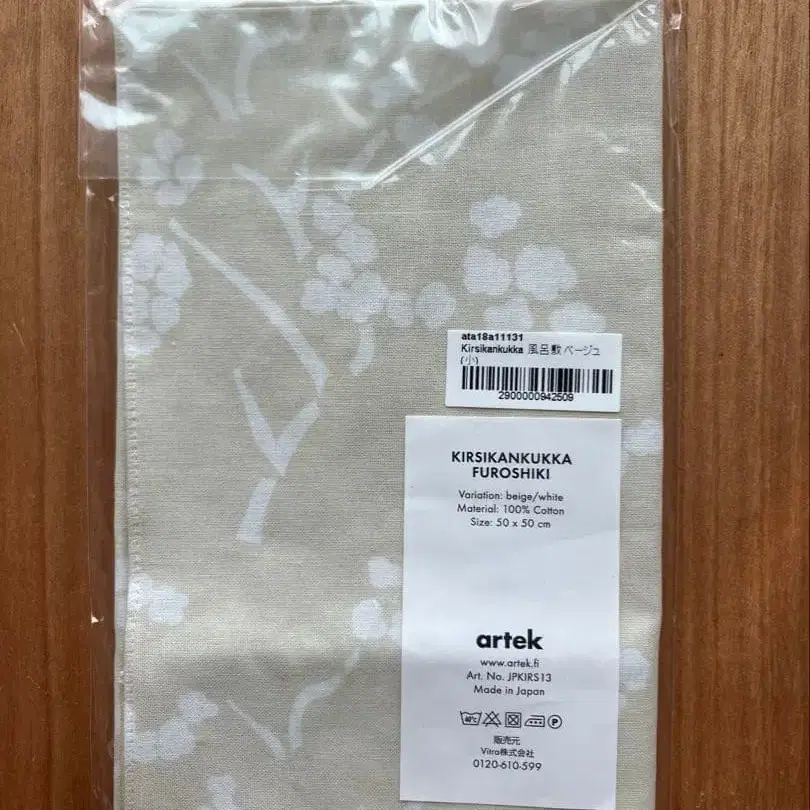 ata18a11131
Kirsikankukka 風呂敷 ベージュ
(小)
2900000942509
KIRSIKANKUKKA
FUROSHIKI
Variation: beige/white
Material: 100% Cotton
Size: 50 x 50 cm
artek
www.artek.fi
Art. No. JPKIRS13
Made in Japan
40°C
P
販売元
Vitra株式会社
0120-610-599